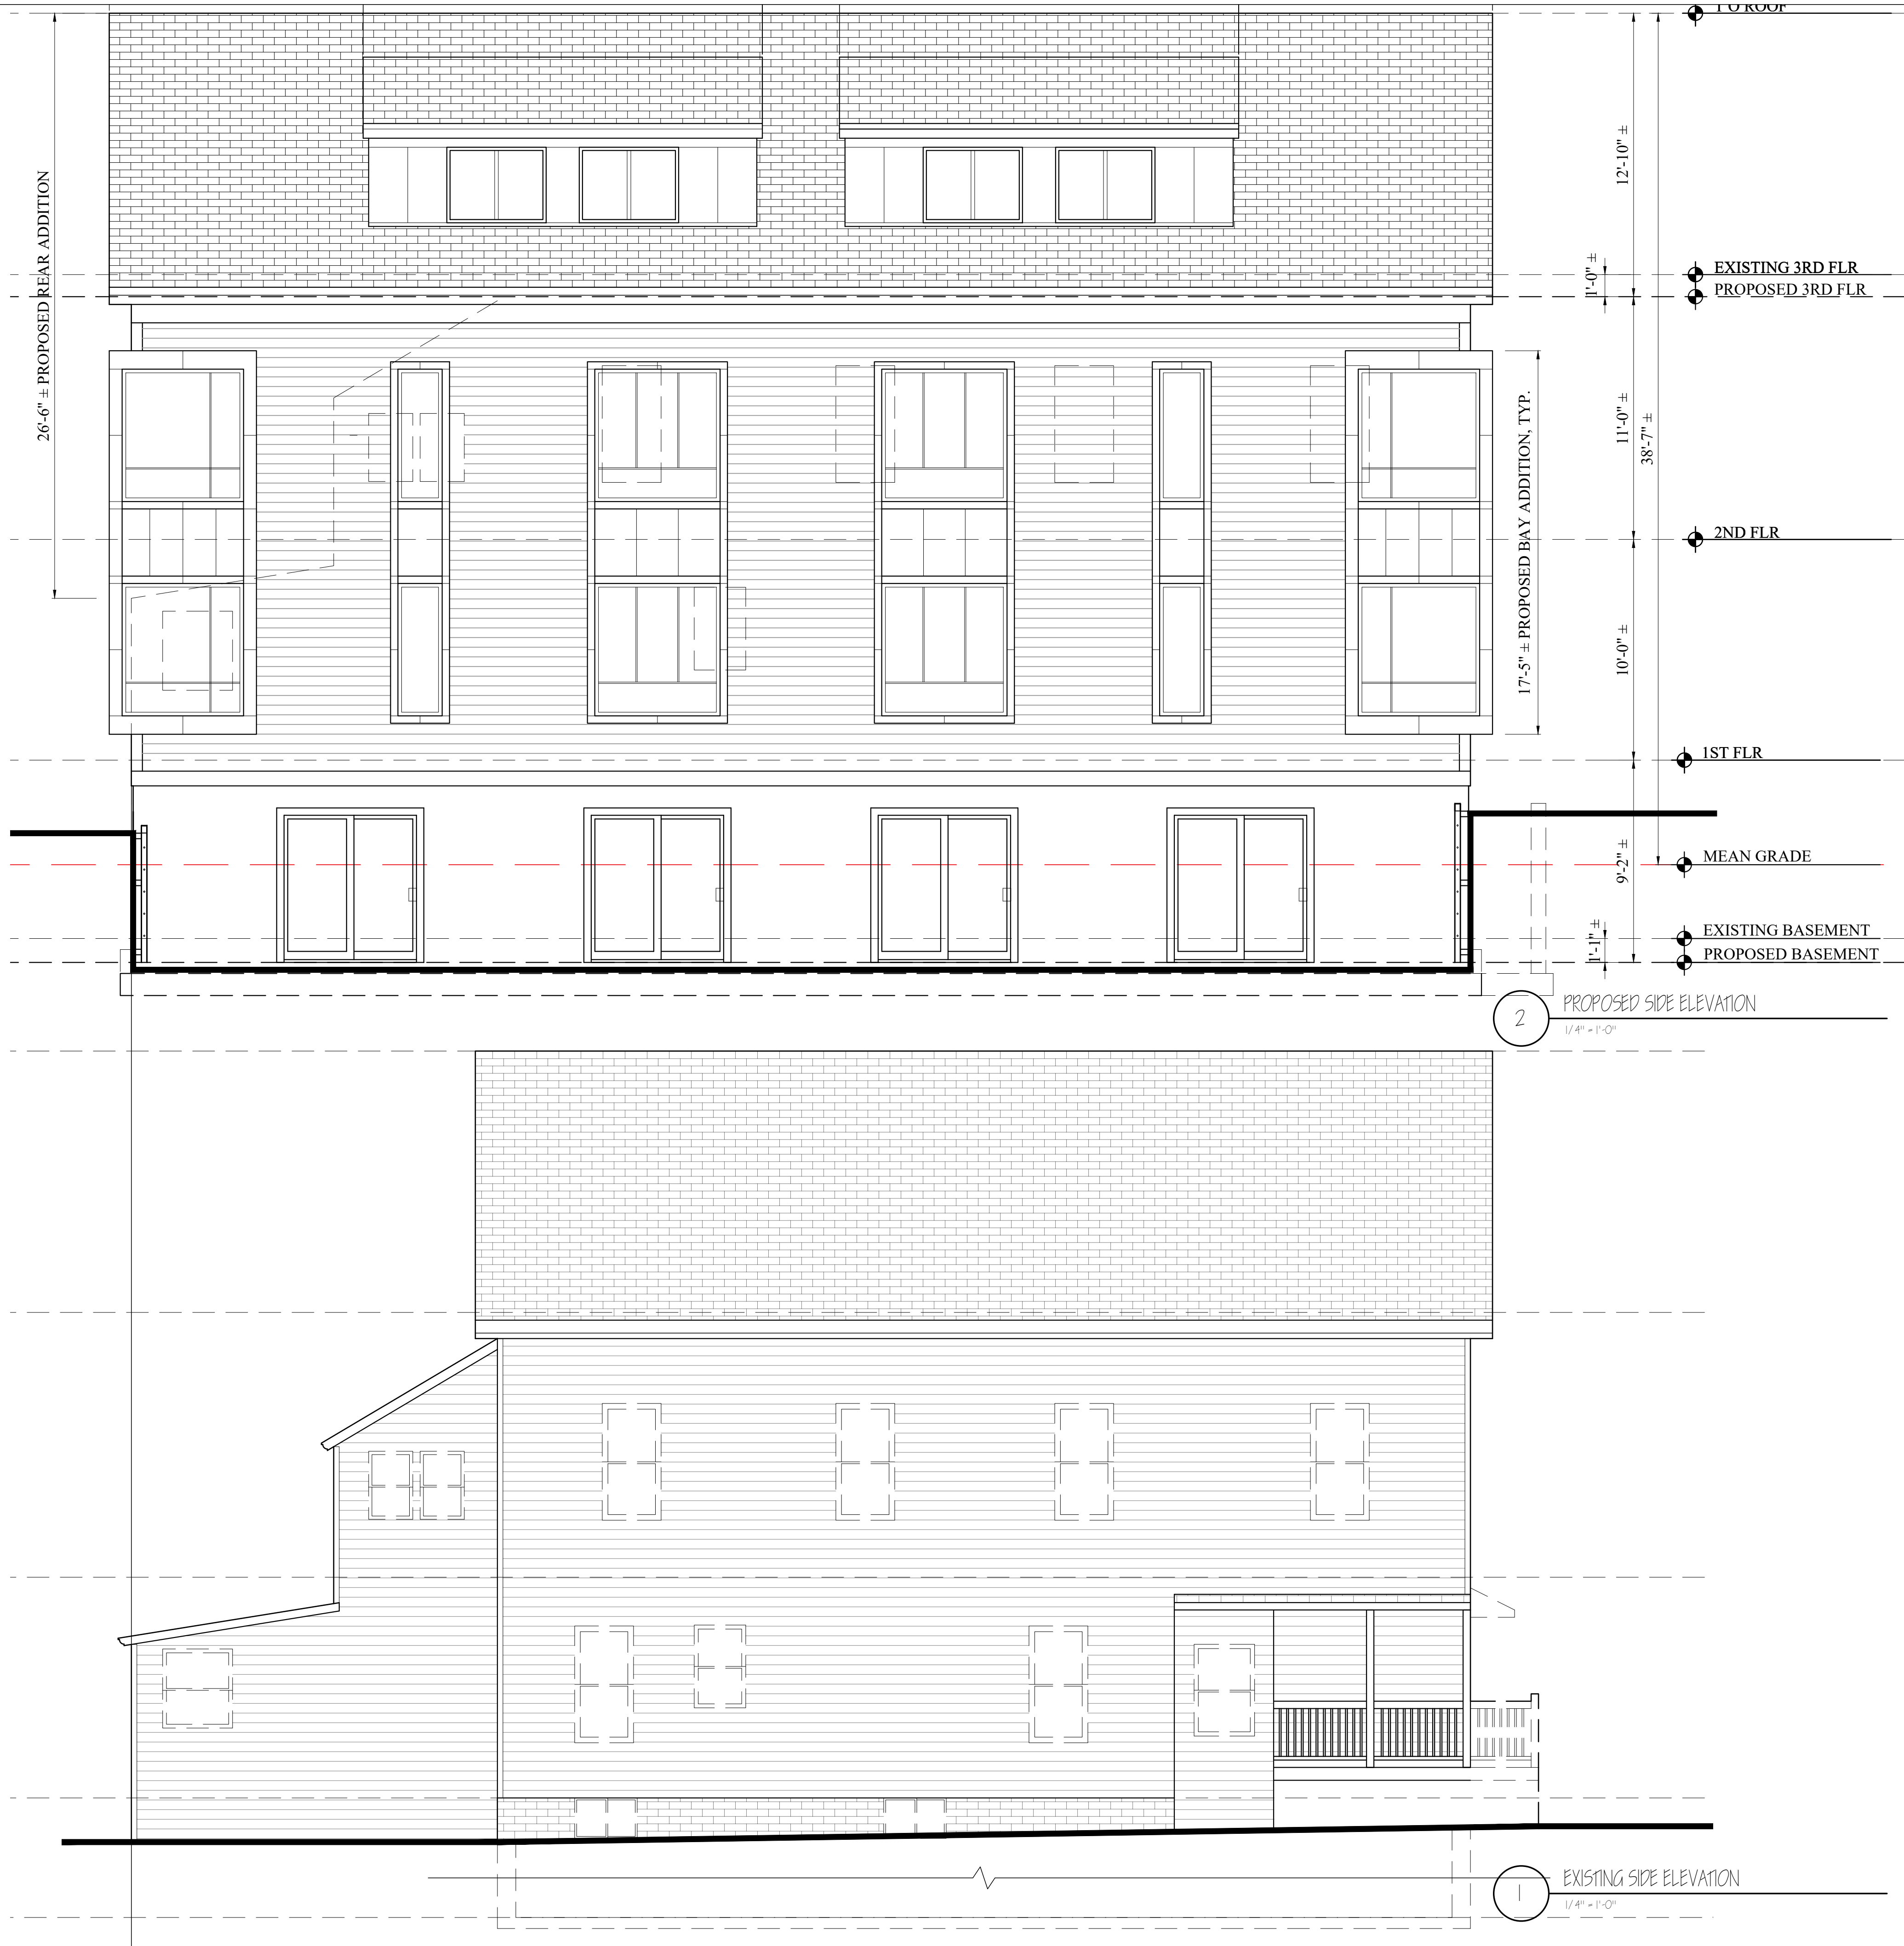 T O ROOF
12'-10" ±
26'-6" ± PROPOSED REAR ADDITION
1'-0" ±
EXISTING 3RD FLR
PROPOSED 3RD FLR
17'-5" ± PROPOSED BAY ADDITION, TYP.
11'-0" ±
38'-7" ±
2ND FLR
10'-0" ±
1ST FLR
9'-2" ±
MEAN GRADE
1'-1" ±
EXISTING BASEMENT
PROPOSED BASEMENT
2
PROPOSED SIDE ELEVATION
1/4" = 1'-0"
1
EXISTING SIDE ELEVATION
1/4" = 1'-0"